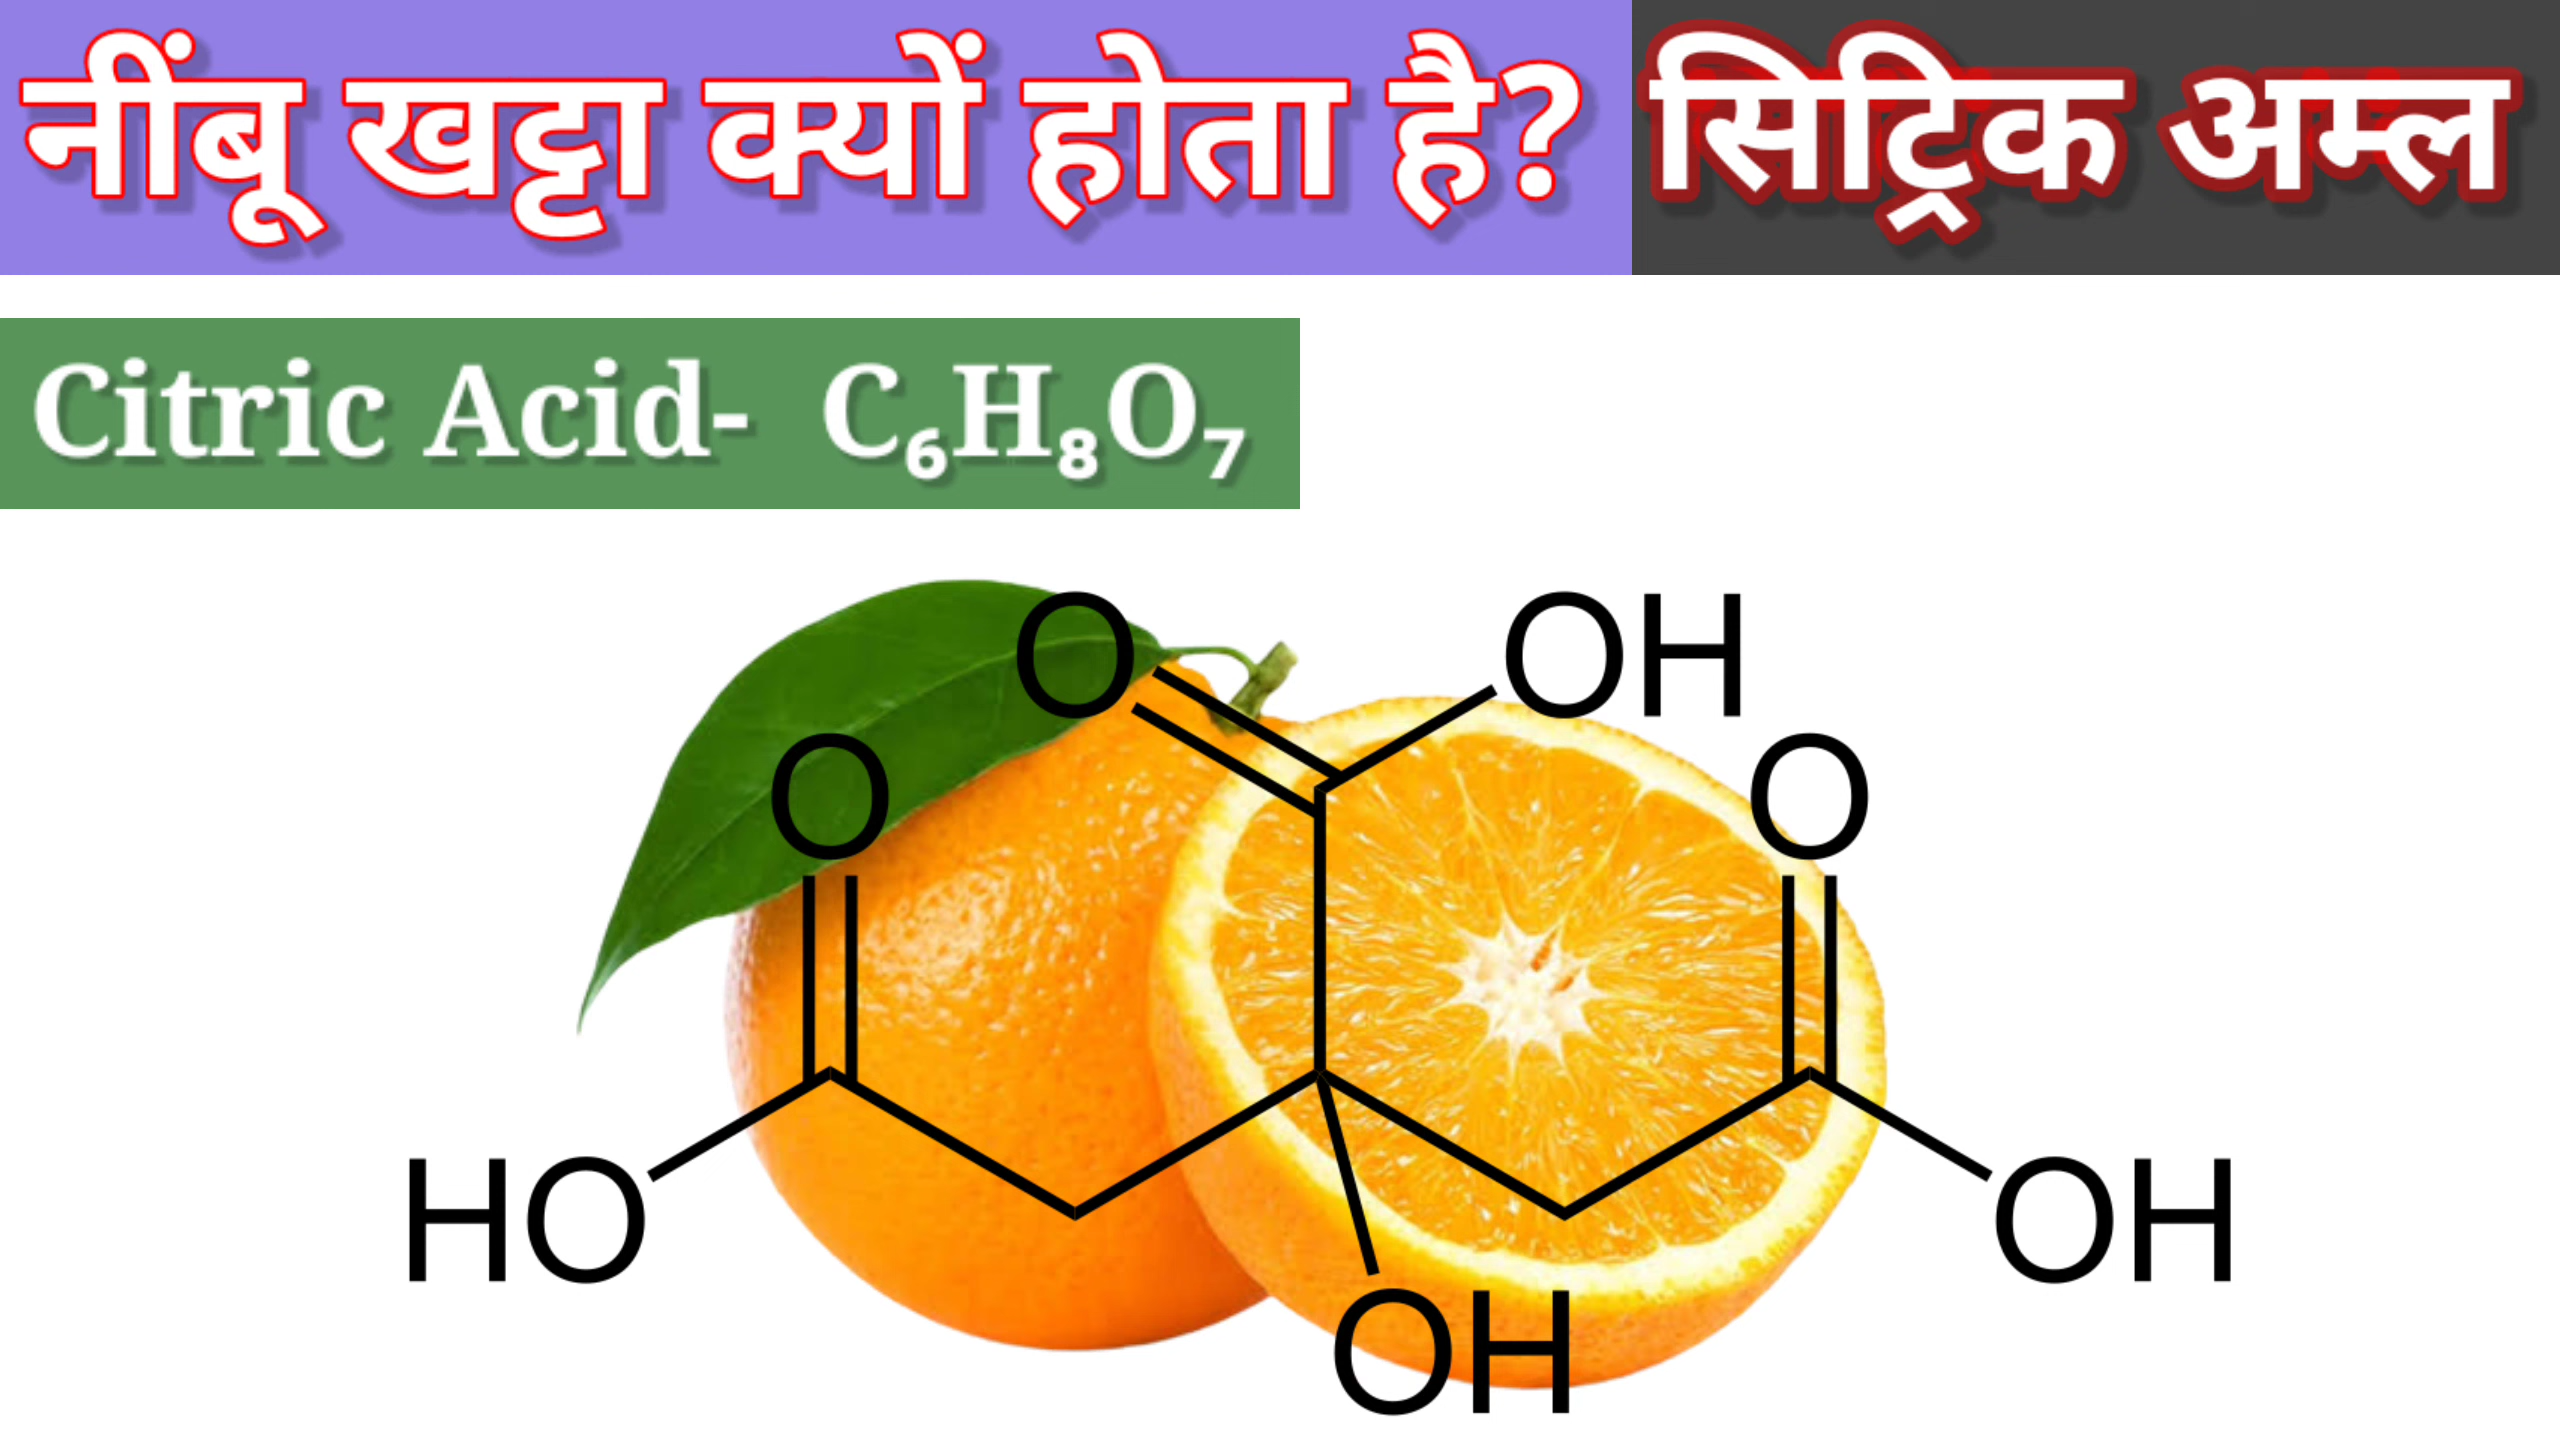 नींबू खट्टा क्यों होता है? सिट्रिक अम्ल
Citric Acid- C₆H₈O₇
O OH
O O
HO OH
OH